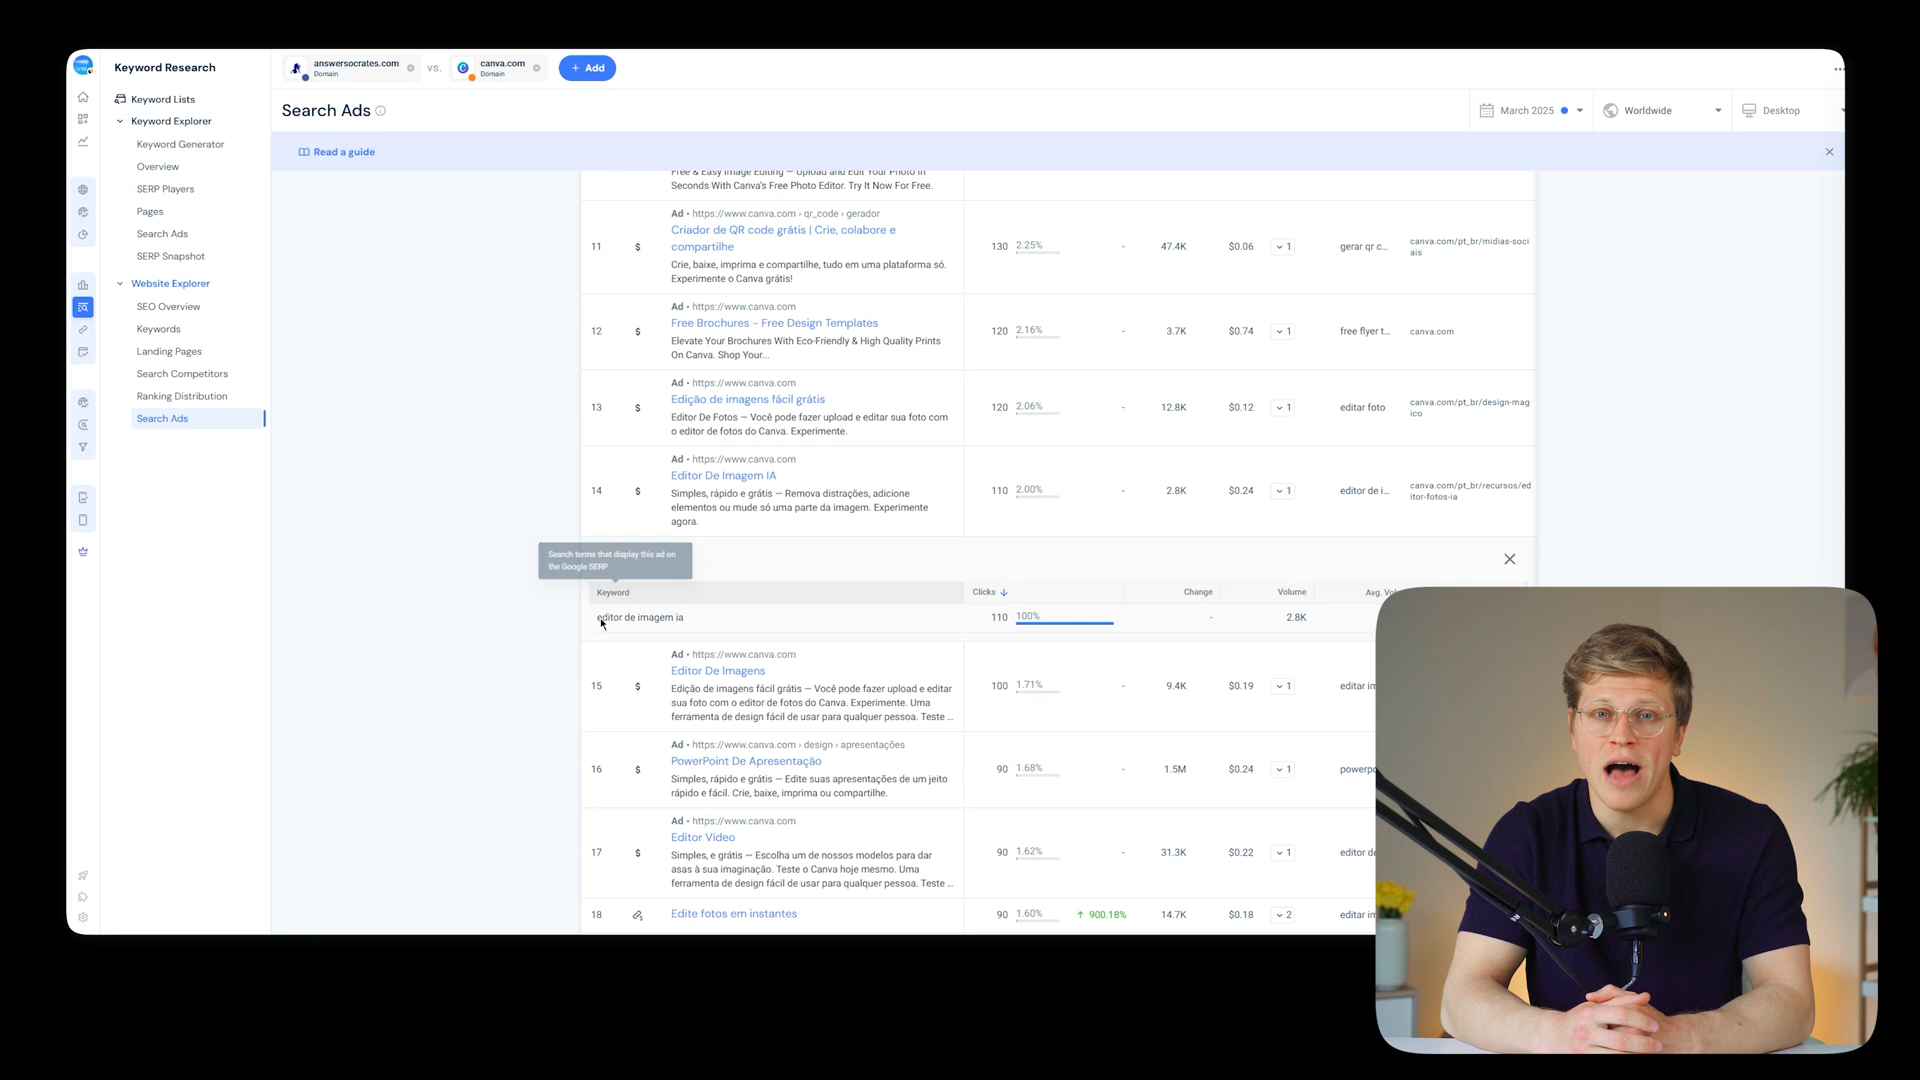 Keyword Research
Keyword Lists
Keyword Explorer
Keyword Generator
Overview
SERP Players
Pages
Search Ads
SERP Snapshot
Website Explorer
SEO Overview
Keywords
Landing Pages
Search Competitors
Ranking Distribution
Search Ads
answersocrates.com
Domain
VS.
canva.com
Domain
+ Add
Search Ads
March 2025
Worldwide
Desktop
Read a guide
Free & Easy Image Editing — Upload and Edit Your Photo In
Seconds With Canva's Free Photo Editor. Try It Now For Free.
Ad • https://www.canva.com › qr_code › gerador
11 $ Criador de QR code grátis | Crie, colabore e
compartilhe
Crie, baixe, imprima e compartilhe, tudo em uma plataforma só.
Experimente o Canva grátis!
130 2.25% - 47.4K $0.06 1 gerar qr c... canva.com/pt_br/midias-soci
ais
Ad • https://www.canva.com
12 $ Free Brochures - Free Design Templates
Elevate Your Brochures With Eco-Friendly & High Quality Prints
On Canva. Shop Your...
120 2.16% - 3.7K $0.74 1 free flyer t... canva.com
Ad • https://www.canva.com
13 $ Edição de imagens fácil grátis
Editor De Fotos — Você pode fazer upload e editar sua foto com
o editor de fotos do Canva. Experimente.
120 2.06% - 12.8K $0.12 1 editar foto canva.com/pt_br/design-mag
ico
Ad • https://www.canva.com
14 $ Editor De Imagem IA
Simples, rápido e grátis — Remova distrações, adicione
elementos ou mude só uma parte da imagem. Experimente
agora.
110 2.00% - 2.8K $0.24 1 editor de i... canva.com/pt_br/recursos/ed
itor-fotos-ia
Search terms that display this ad on
the Google SERP
Keyword Clicks Change Volume Avg.
editor de imagem ia 110 100% - 2.8K
Ad • https://www.canva.com
15 $ Editor De Imagens
Edição de imagens fácil grátis — Você pode fazer upload e editar
sua foto com o editor de fotos do Canva. Experimente. Uma
ferramenta de design fácil de usar para qualquer pessoa. Teste ...
100 1.71% - 9.4K $0.19 1 editar
Ad • https://www.canva.com › design › apresentações
16 $ PowerPoint De Apresentação
Simples, rápido e grátis — Edite suas apresentações de um jeito
rápido e fácil. Crie, baixe, imprima ou compartilhe.
90 1.68% - 1.5M $0.24 1
Ad • https://www.canva.com
17 $ Editor Vídeo
Simples, e grátis — Escolha um de nossos modelos para dar
asas à sua imaginação. Teste o Canva hoje mesmo. Uma
ferramenta de design fácil de usar para qualquer pessoa. Teste ...
90 1.62% - 31.3K $0.22 1 editor
18 Edite fotos em instantes 90 1.60% ↑ 900.18% 14.7K $0.18 2 editar